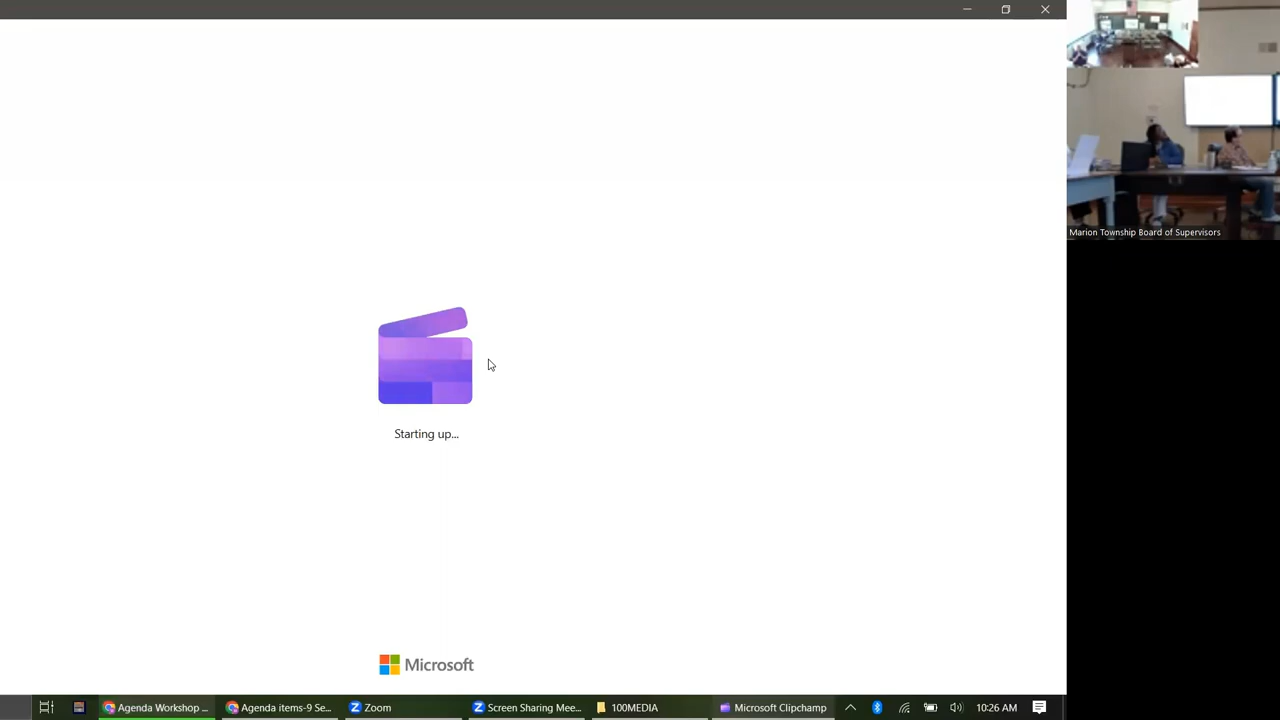 Marion Township Board of Supervisors
Starting up...
Microsoft
Agenda Workshop ...
Agenda items-9 Se...
Zoom
Screen Sharing Mee...
100MEDIA
Microsoft Clipchamp
10:26 AM